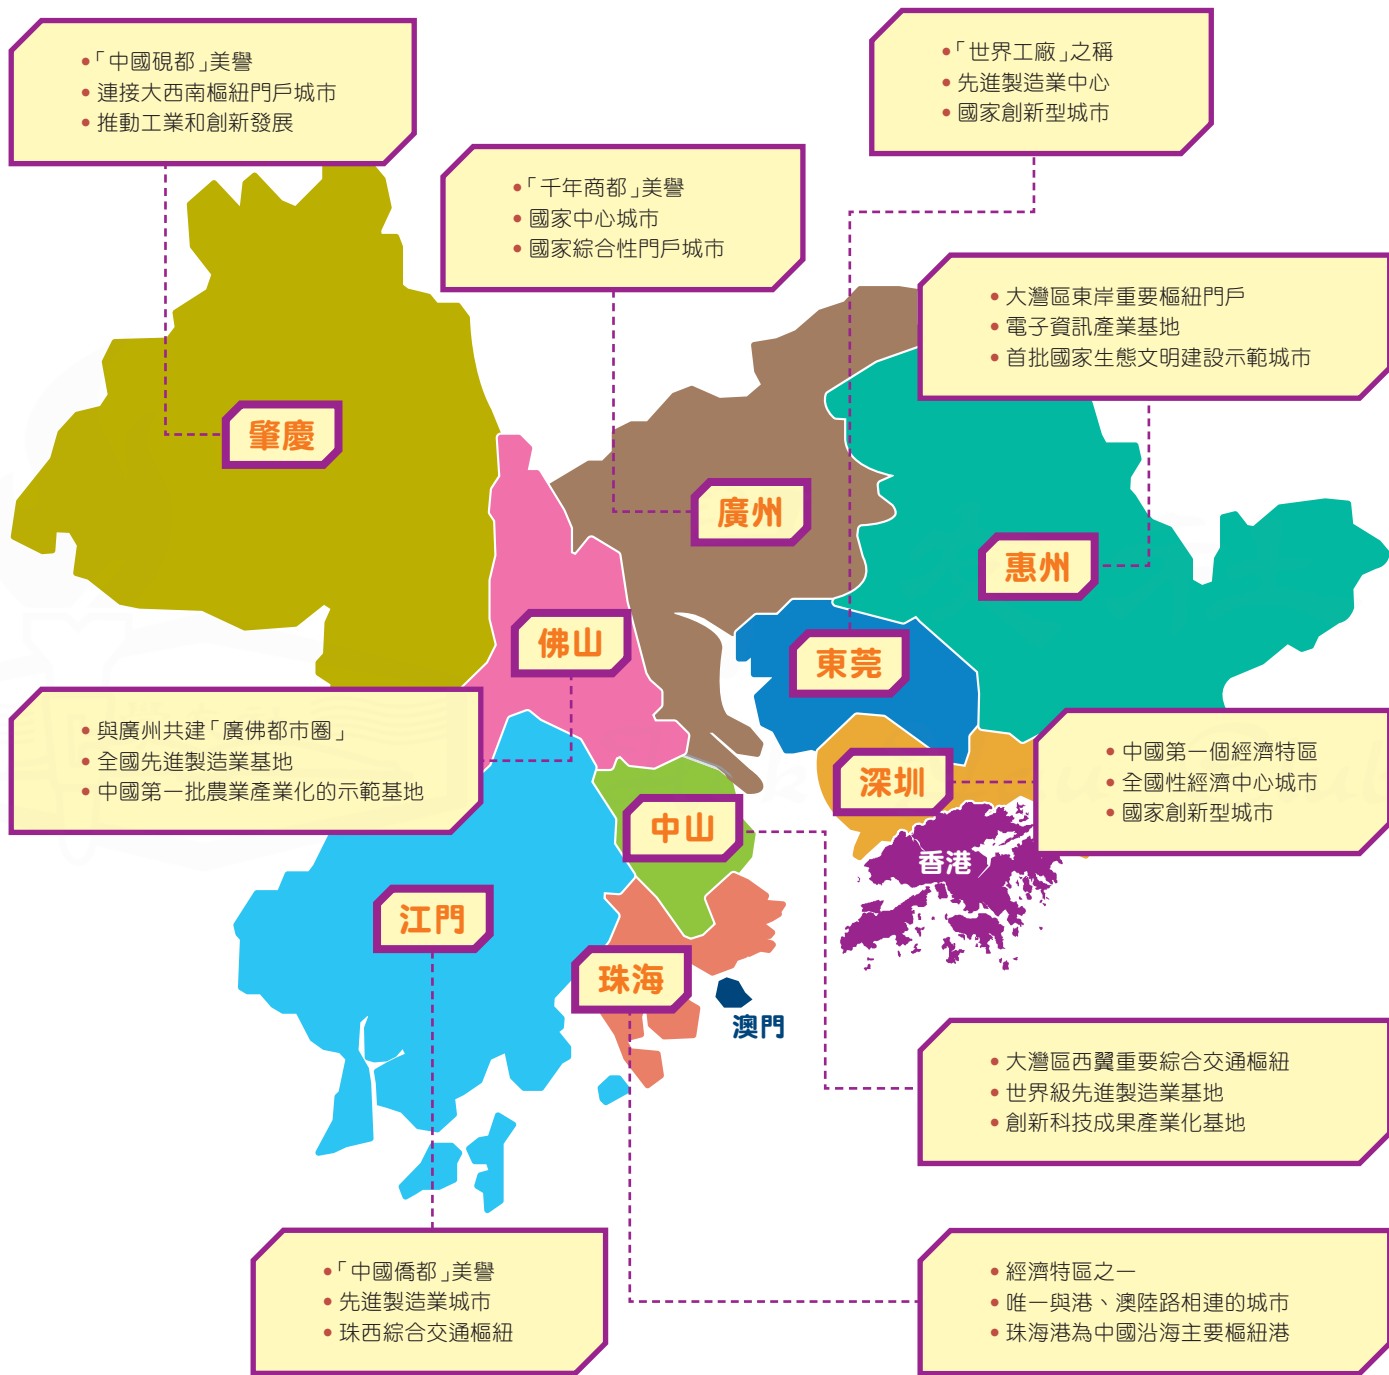 •「中國硯都」美譽
• 連接大西南樞紐門戶城市
• 推動工業和創新發展
•「世界工廠」之稱
• 先進製造業中心
• 國家創新型城市
•「千年商都」美譽
• 國家中心城市
• 國家綜合性門戶城市
• 大灣區東岸重要樞紐門戶
• 電子資訊產業基地
• 首批國家生態文明建設示範城市
肇慶
廣州
惠州
佛山
東莞
• 與廣州共建「廣佛都市圈」
• 全國先進製造業基地
• 中國第一批農業產業化的示範基地
• 中國第一個經濟特區
• 全國性經濟中心城市
• 國家創新型城市
深圳
中山
香港
江門
珠海
澳門
• 大灣區西翼重要綜合交通樞紐
• 世界級先進製造業基地
• 創新科技成果產業化基地
•「中國僑都」美譽
• 先進製造業城市
• 珠西綜合交通樞紐
• 經濟特區之一
• 唯一與港、澳陸路相連的城市
• 珠海港為中國沿海主要樞紐港